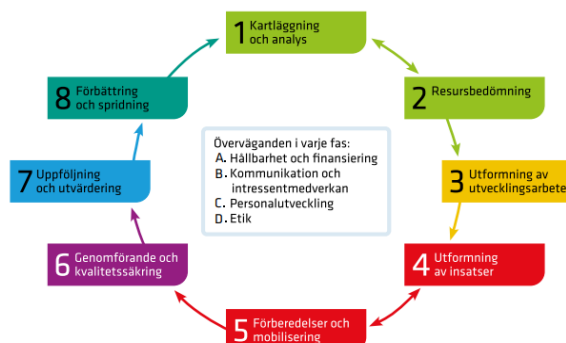 1 Kartläggning
och analys
2 Resursbedömning
3 Utformning av
utvecklingsarbete
4 Utformning
av insatser
5 Förberedelser och
mobilisering
6 Genomförande och
kvalitetssäkring
7 Uppföljning
och utvärdering
8 Förbättring
och spridning
Överväganden i varje fas:
A. Hållbarhet och finansiering
B. Kommunikation och
intressentmedverkan
C. Personalutveckling
D. Etik